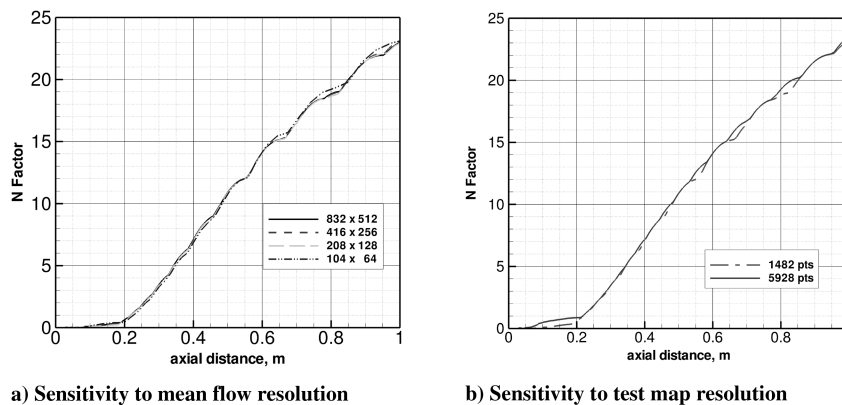 25
20
15
10
5
0
N Factor
0
0.2
0.4
0.6
0.8
1
axial distance, m
832 x 512
416 x 256
208 x 128
104 x 64
a) Sensitivity to mean flow resolution
25
20
15
10
5
0
N Factor
0
0.2
0.4
0.6
0.8
axial distance, m
1482 pts
5928 pts
b) Sensitivity to test map resolution